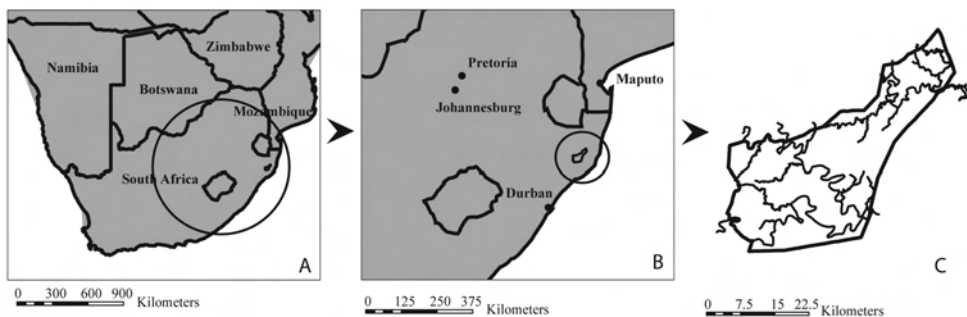 Zimbabwe
Namibia
Botswana
Mozambique
South Africa
A
0 300 600 900
Kilometers
Pretoria
Maputo
Johannesburg
Durban
B
0 125 250 375
Kilometers
C
0 7.5 15 22.5
Kilometers